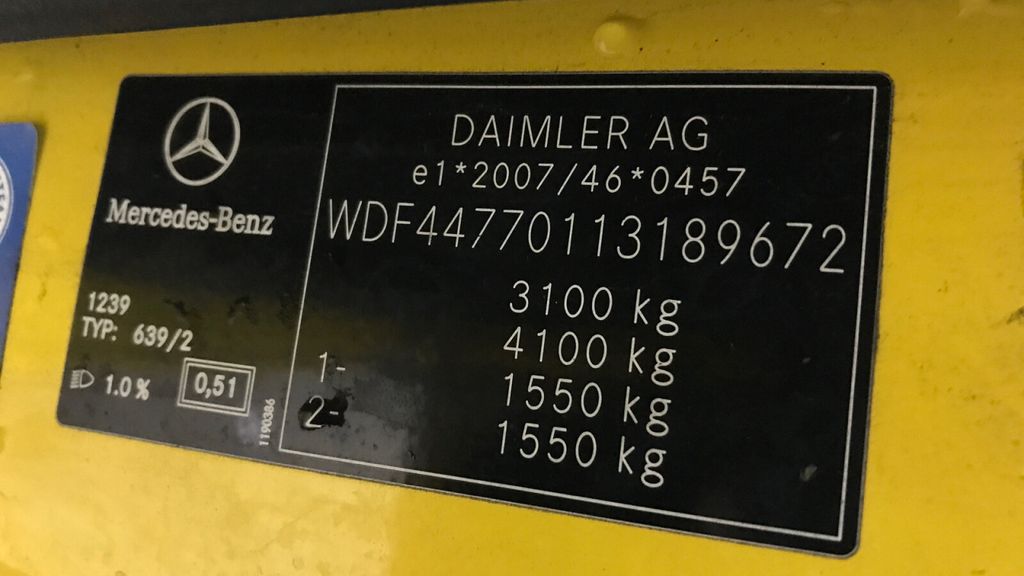 Mercedes-Benz
1239
TYP: 639/2
1.0 %
0,51
1190386
DAIMLER AG
e1*2007/46*0457
WDF44770113189672
3100 kg
4100 kg
1- 1550 kg
2- 1550 kg